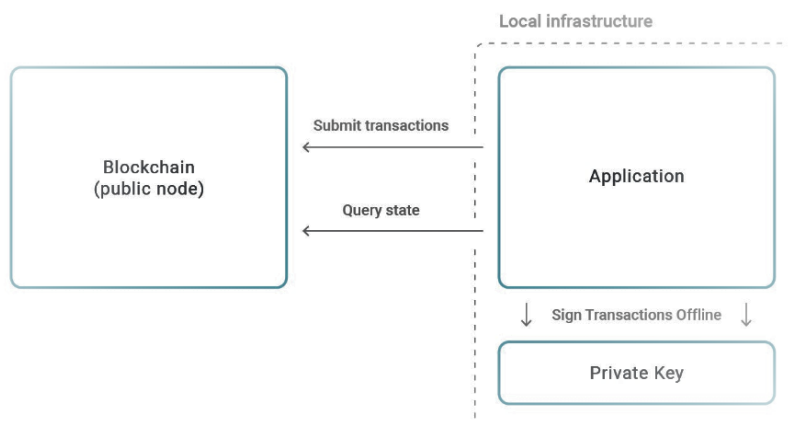 Local infrastructure
Submit transactions
Blockchain
(public node)
Application
Query state
Sign Transactions Offline
Private Key